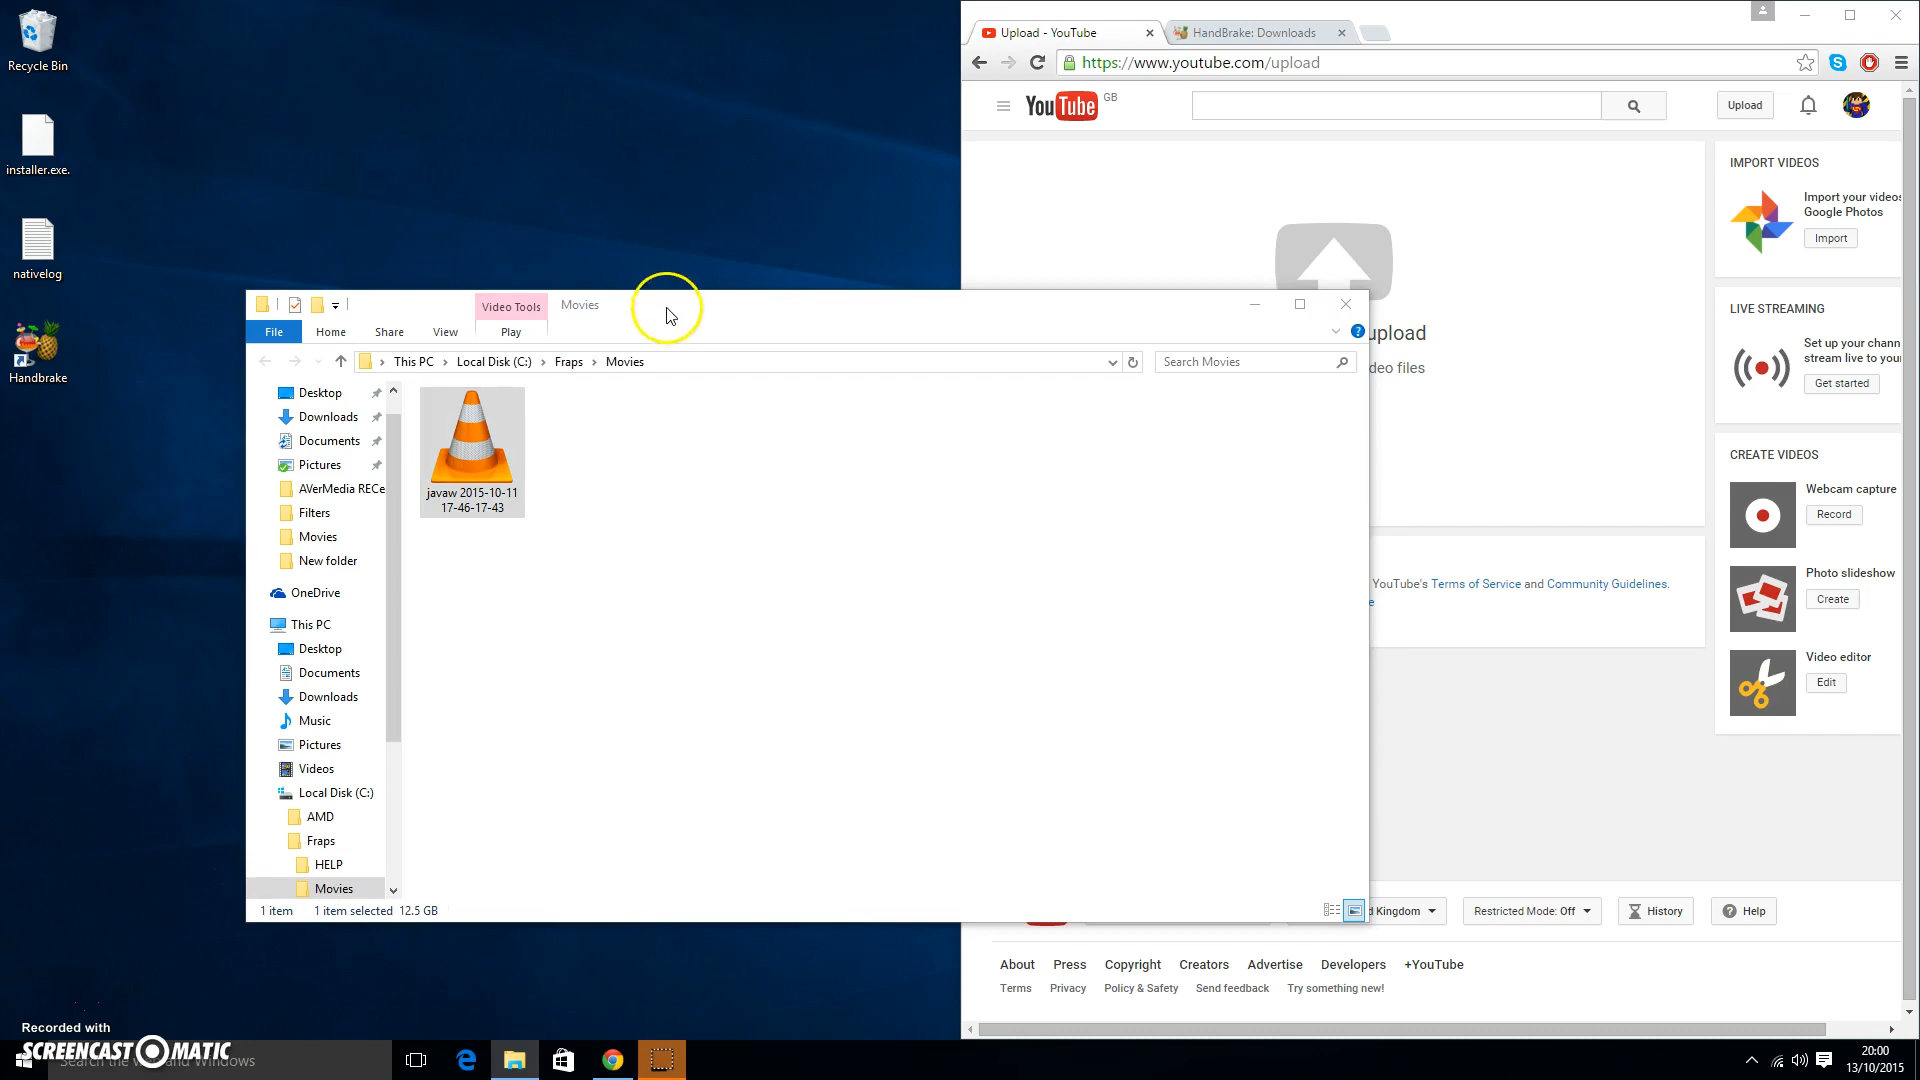 Recycle Bin
installer.exe.
nativelog
Handbrake
Recorded with
SCREENCAST MATIC
Search the web and Windows
Video Tools
Movies
File
Home
Share
View
Play
This PC
Local Disk (C:)
Fraps
Movies
Search Movies
Desktop
Downloads
Documents
Pictures
AVerMedia RECe
Filters
Movies
New folder
OneDrive
This PC
Desktop
Documents
Downloads
Music
Pictures
Videos
Local Disk (C:)
AMD
Fraps
HELP
Movies
javaw 2015-10-11
17-46-17-43
1 item
1 item selected 12.5 GB
Upload - YouTube
HandBrake: Downloads
https://www.youtube.com/upload
YouTube GB
Upload
upload
deo files
YouTube's Terms of Service and Community Guidelines.
e
IMPORT VIDEOS
Import your videos
Google Photos
Import
LIVE STREAMING
Set up your chann
stream live to you
Get started
CREATE VIDEOS
Webcam capture
Record
Photo slideshow
Create
Video editor
Edit
d Kingdom
Restricted Mode: Off
History
Help
About Press Copyright Creators Advertise Developers +YouTube
Terms Privacy Policy & Safety Send feedback Try something new!
20:00
13/10/2015